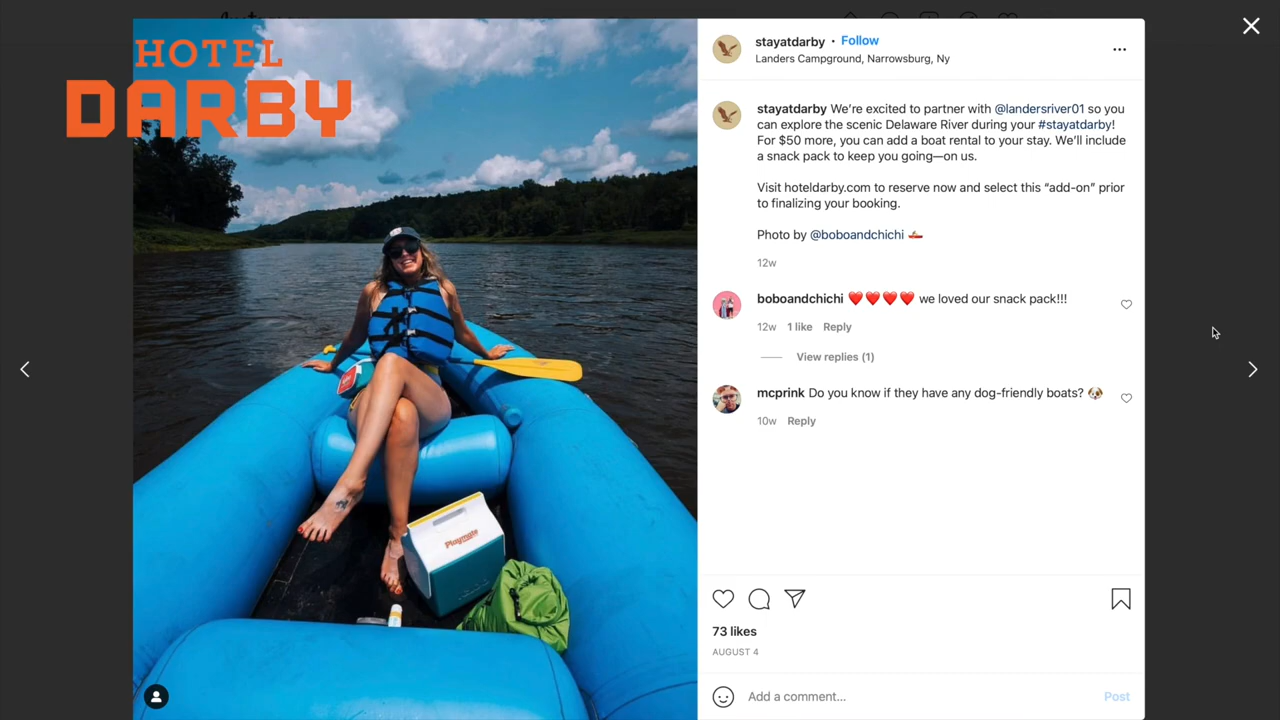 HOTEL
DARBY
stayatdarby • Follow
Landers Campground, Narrowsburg, Ny
stayatdarby We're excited to partner with @landersriver01 so you
can explore the scenic Delaware River during your #stayatdarby!
For $50 more, you can add a boat rental to your stay. We'll include
a snack pack to keep you going—on us.
Visit hoteldarby.com to reserve now and select this “add-on” prior
to finalizing your booking.
Photo by @boboandchichi 🚤
12w
boboandchichi ❤️❤️❤️❤️ we loved our snack pack!!!
12w 1 like Reply
View replies (1)
mcprink Do you know if they have any dog-friendly boats? 🐶
10w Reply
Playmate
73 likes
AUGUST 4
Add a comment... Post